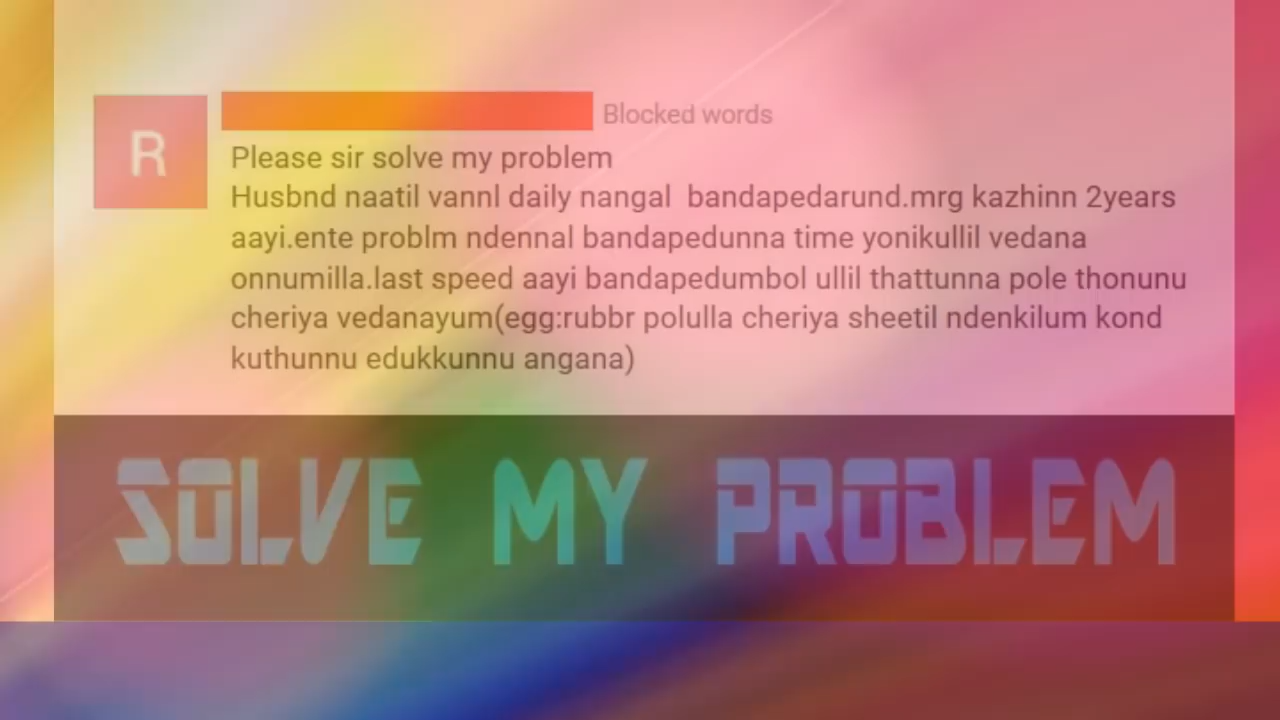 R
Blocked words
Please sir solve my problem
Husbnd naatil vannl daily nangal bandapedarund.mrg kazhinn 2years
aayi.ente problm ndennal bandapedunna time yonikullil vedana
onnumilla.last speed aayi bandapedumbol ullil thattunna pole thonunu
cheriya vedanayum(egg:rubbr polulla cheriya sheetil ndenkilum kond
kuthunnu edukkunnu angana)
SOLVE MY PROBLEM